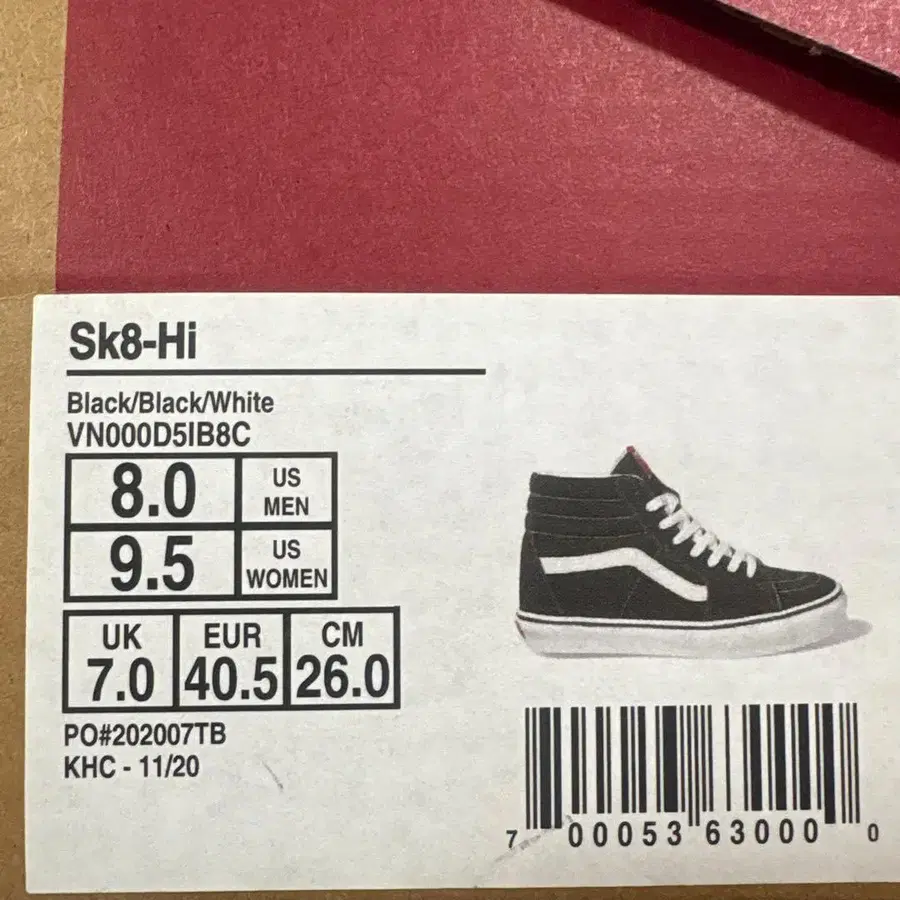 Sk8-Hi
Black/Black/White
VN000D5IB8C
8.0 US MEN
9.5 US WOMEN
UK EUR CM
7.0 40.5 26.0
PO#202007TB
KHC - 11/20
7 00053 63000 0